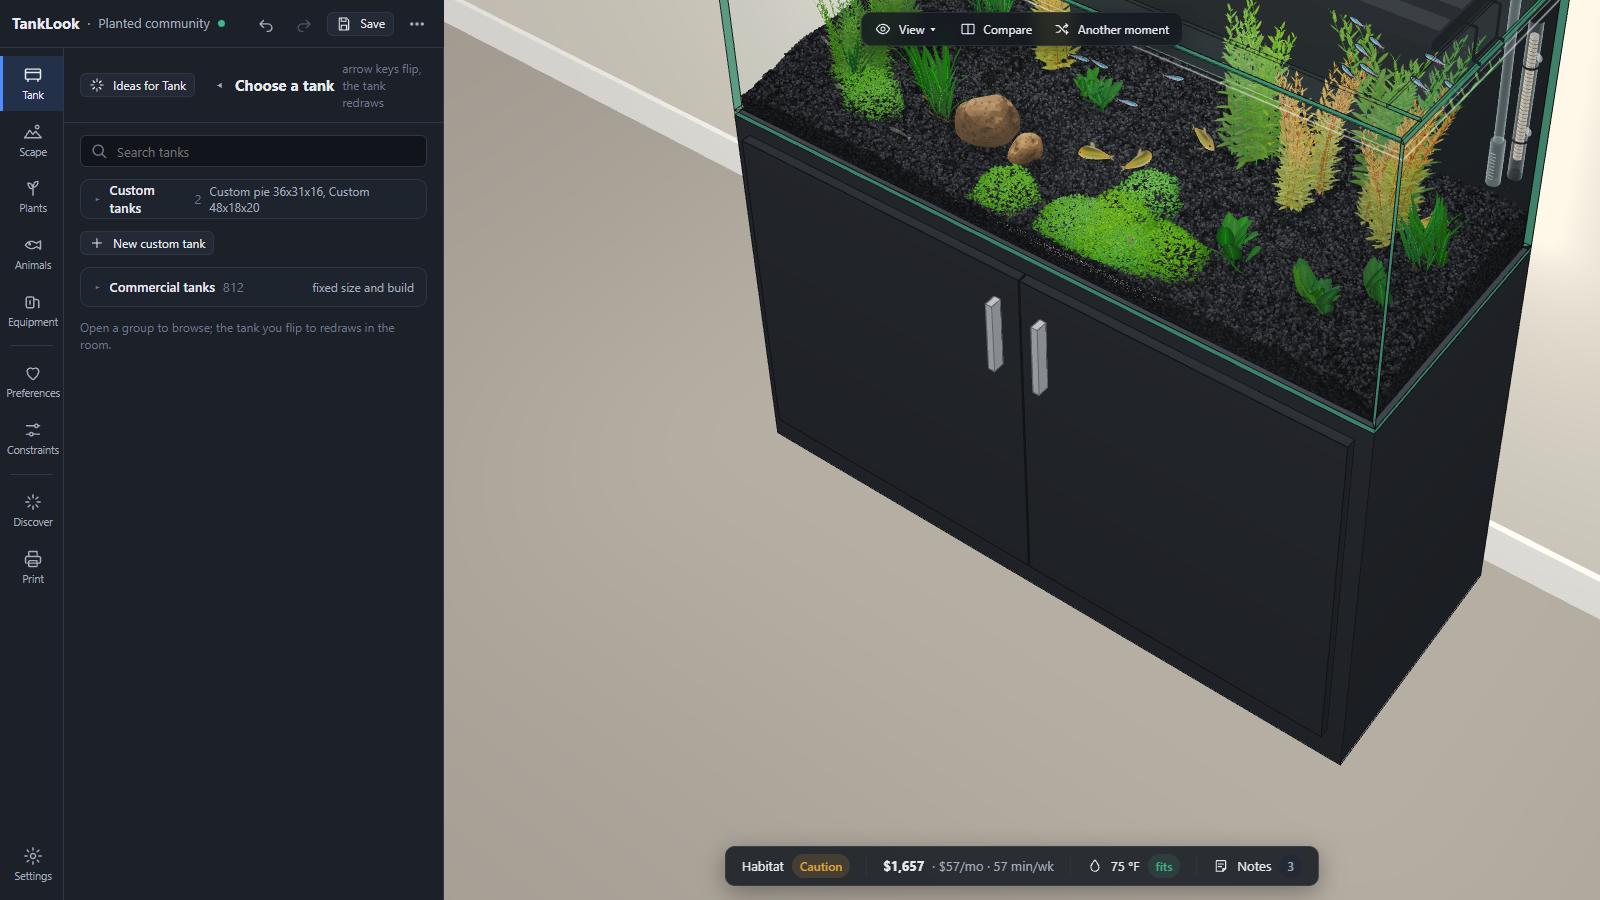 TankLook · Planted community
Save
View
Compare
Another moment
Tank
Scape
Plants
Animals
Equipment
Preferences
Constraints
Discover
Print
Settings
Ideas for Tank
Choose a tank
arrow keys flip,
the tank
redraws
Search tanks
Custom tanks 2 Custom pie 36x31x16, Custom 48x18x20
New custom tank
Commercial tanks 812 fixed size and build
Open a group to browse; the tank you flip to redraws in the
room.
Habitat Caution $1,657 · $57/mo · 57 min/wk 75 °F fits Notes 3